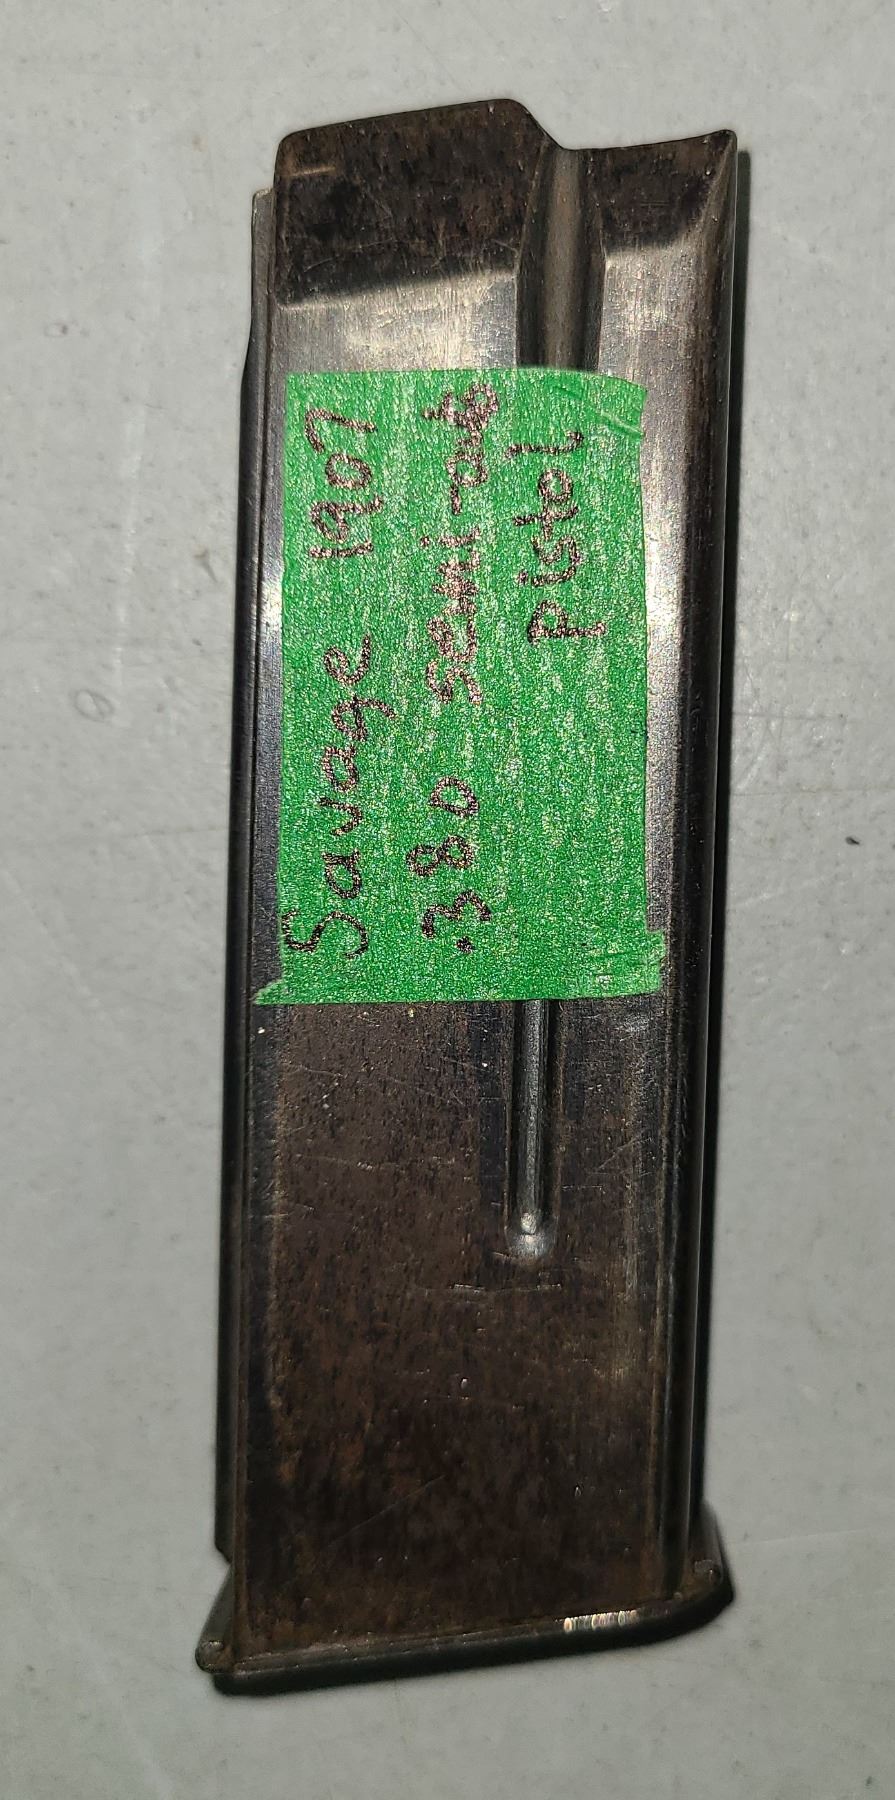 Savage 1907
.380 semi-auto
Pistol